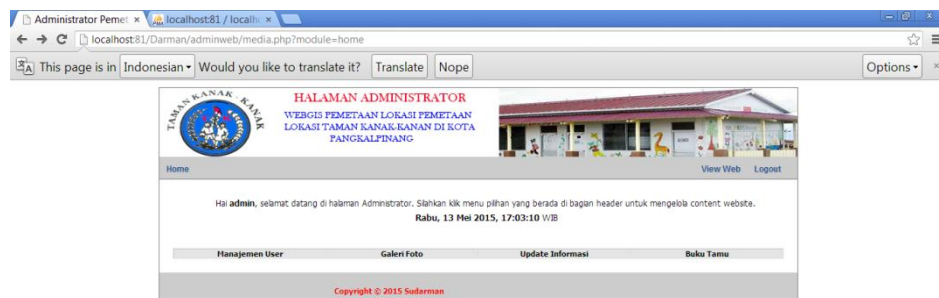 Administrator Pemet
localhost:81 / localho
localhost:81/Darman/adminweb/media.php?module=home
This page is in Indonesian Would you like to translate it? Translate Nope Options
TAMAN KANAK - KANAK
HALAMAN ADMINISTRATOR
WEBGIS PEMETAAN LOKASI PEMETAAN
LOKASI TAMAN KANAK-KANAN DI KOTA
PANGKALPINANG
Home View Web Logout
Hai admin, selamat datang di halaman Administrator. Silahkan klik menu pilihan yang berada di bagian header untuk mengelola content website.
Rabu, 13 Mei 2015, 17:03:10 WIB
Manajemen User Galeri Foto Update Informasi Buku Tamu
Copyright © 2015 Sudarman